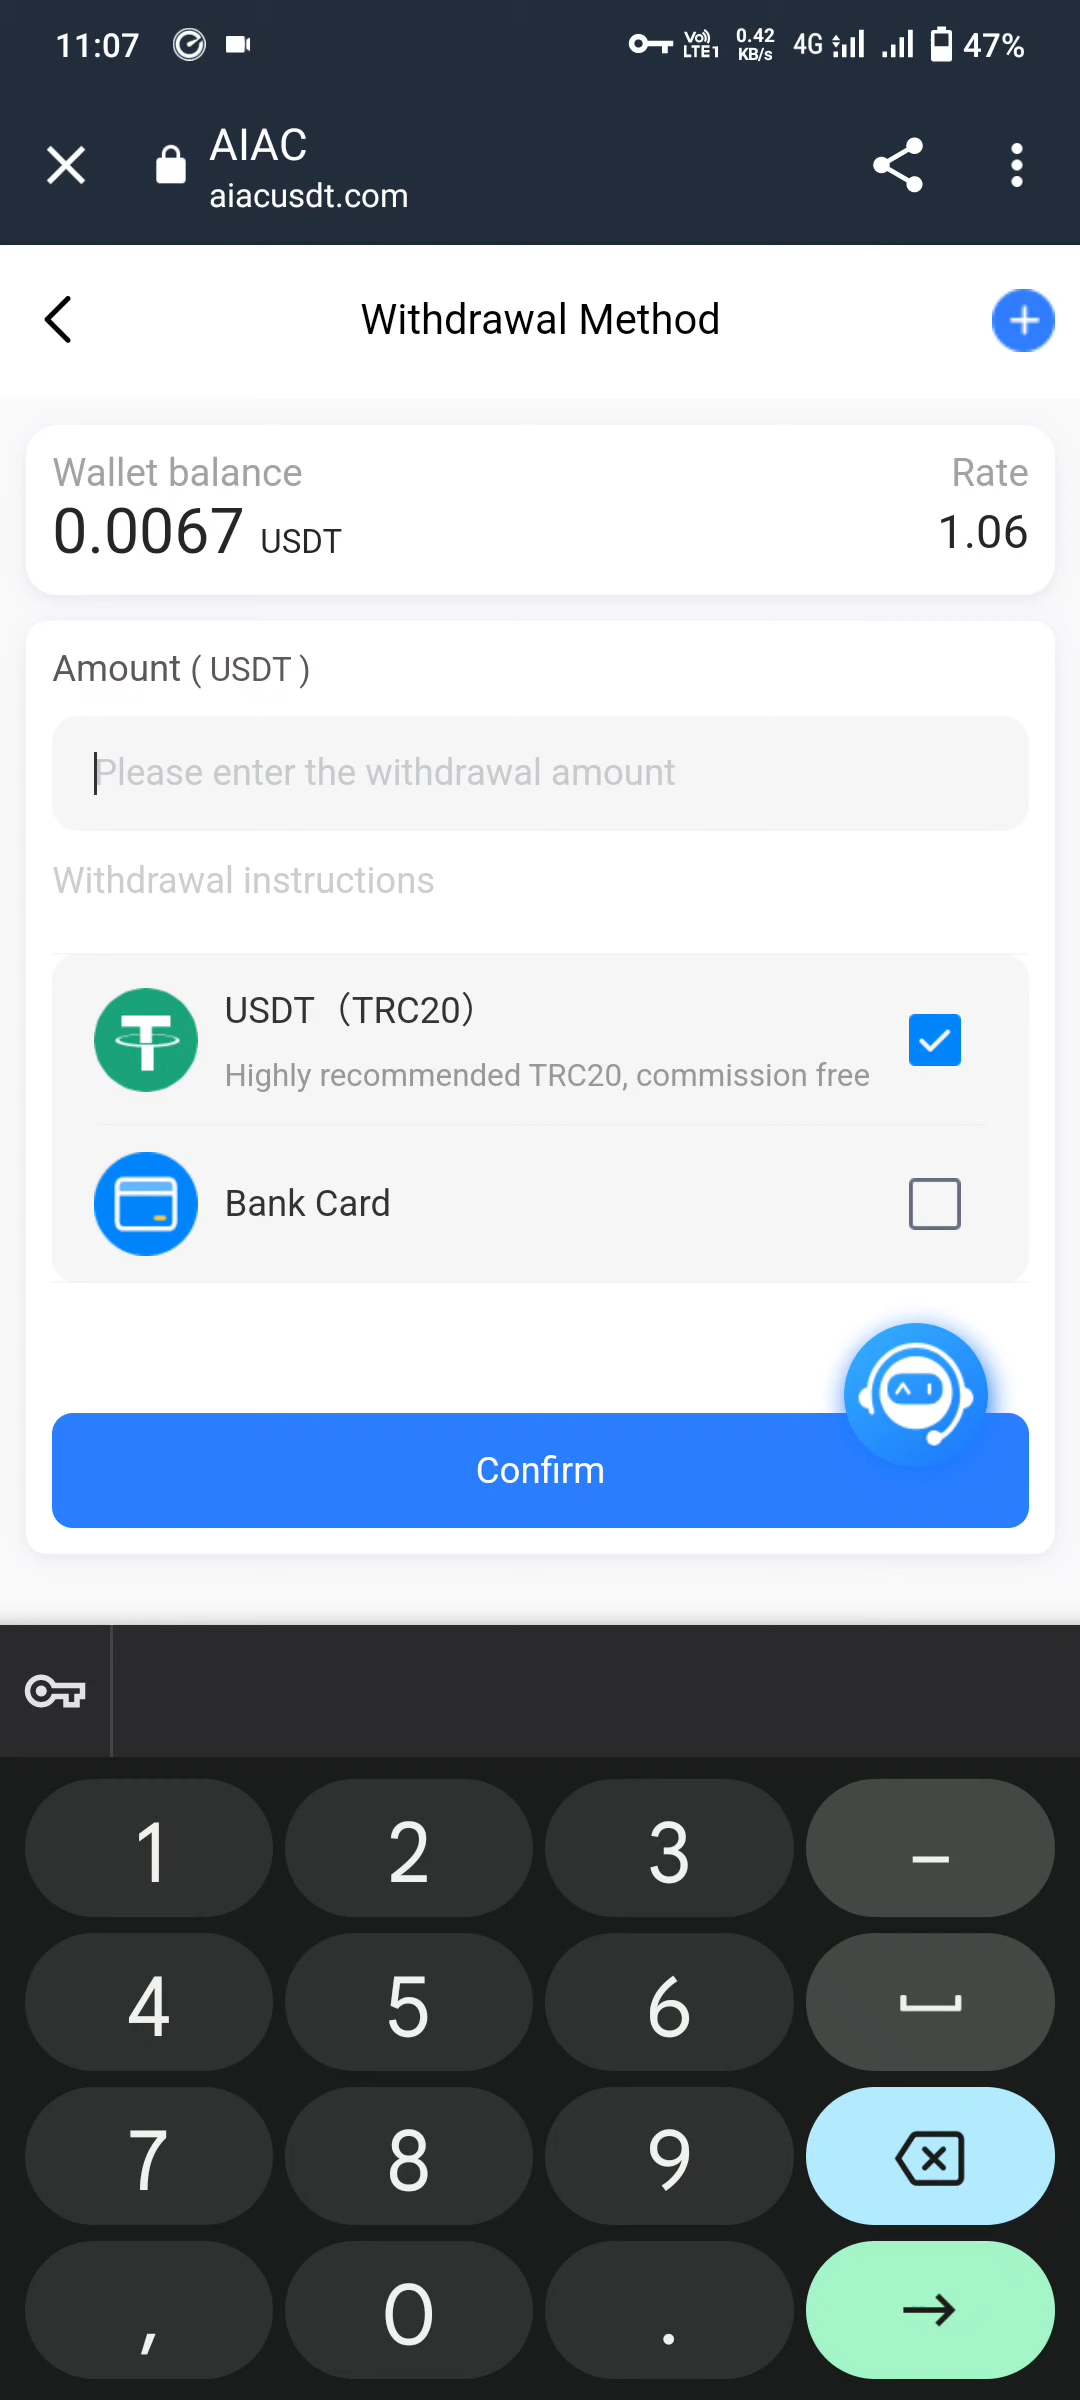 11:07
Vo))
LTE1
0.42
KB/s
4G
47%
AIAC
aiacusdt.com
Withdrawal Method
Wallet balance
Rate
0.0067 USDT
1.06
Amount ( USDT )
Please enter the withdrawal amount
Withdrawal instructions
USDT（TRC20）
Highly recommended TRC20, commission free
Bank Card
Confirm
1 2 3 –
4 5 6
7 8 9
, 0 .